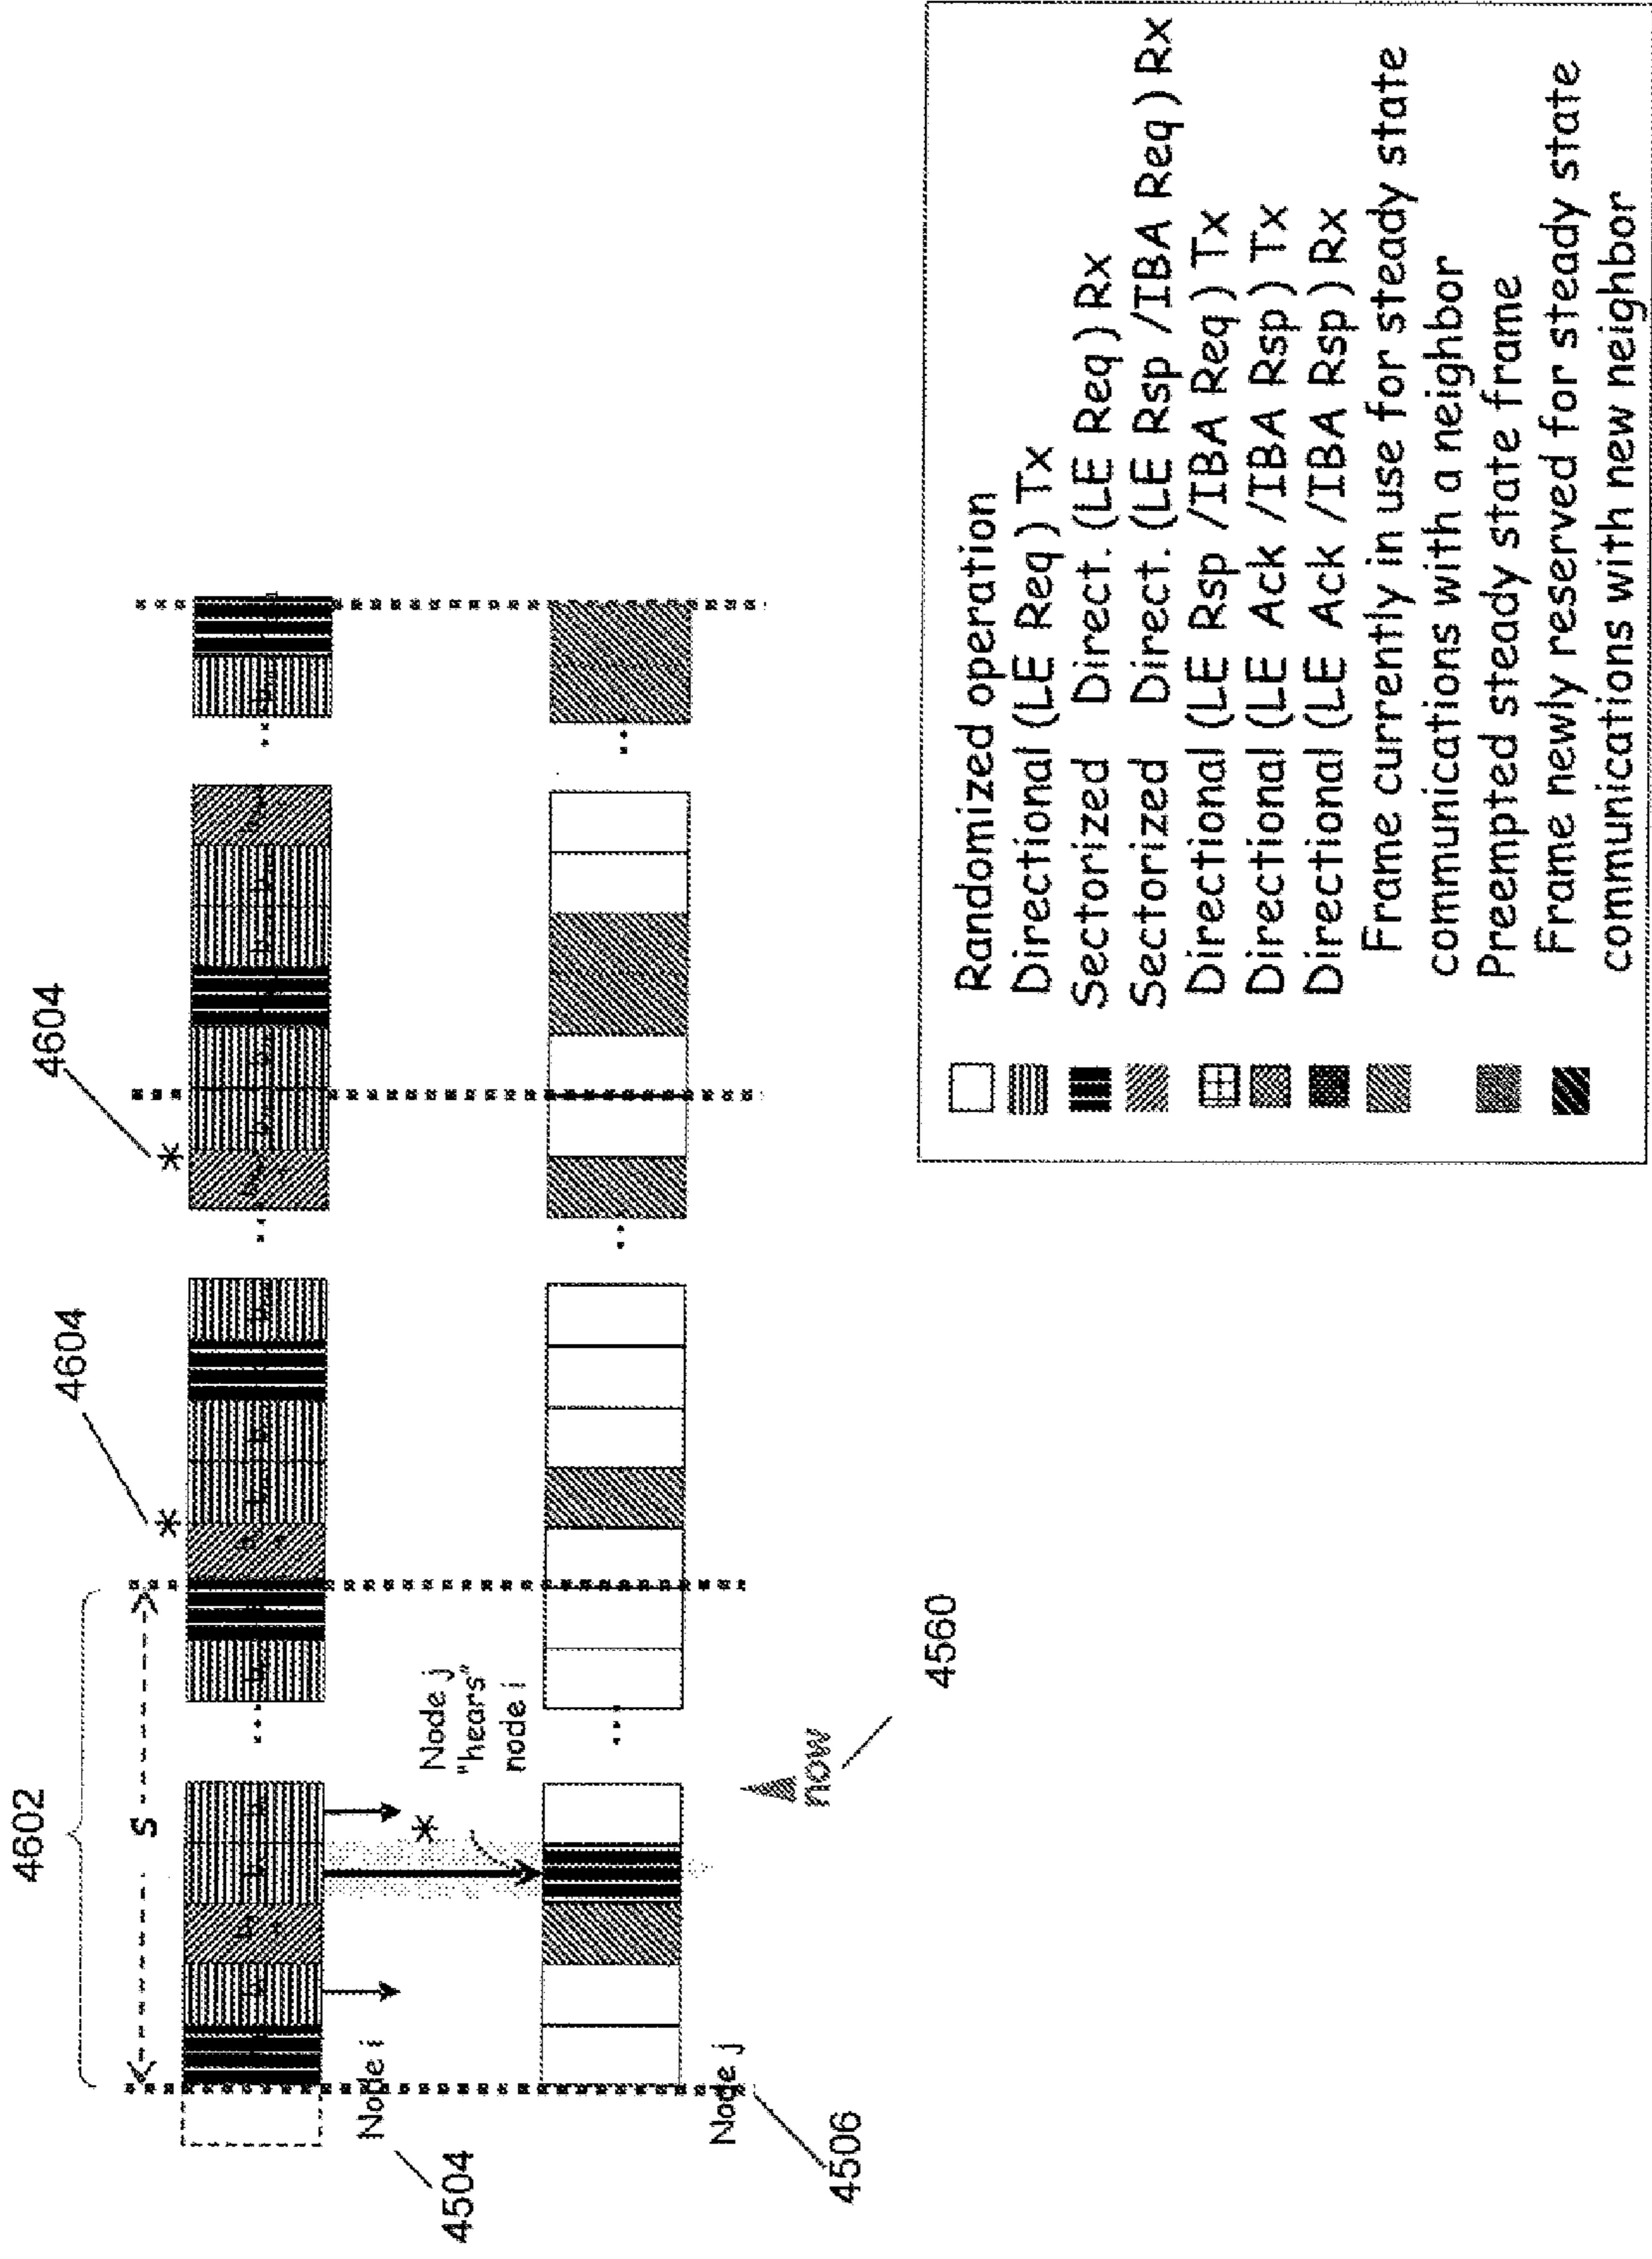 4602
S
4604
4604
*
*
Node i
4504
Node j
"hears"
node i
*
Node j
4506
now
4560
Randomized operation
Directional (LE Req) Tx
Sectorized Direct. (LE Req) Rx
Sectorized Direct. (LE Rsp /IBA Req) Rx
Directional (LE Rsp /IBA Req) Tx
Directional (LE Ack /IBA Rsp) Tx
Directional (LE Ack /IBA Rsp) Rx
Frame currently in use for steady state
communications with a neighbor
Preempted steady state frame
Frame newly reserved for steady state
communications with new neighbor